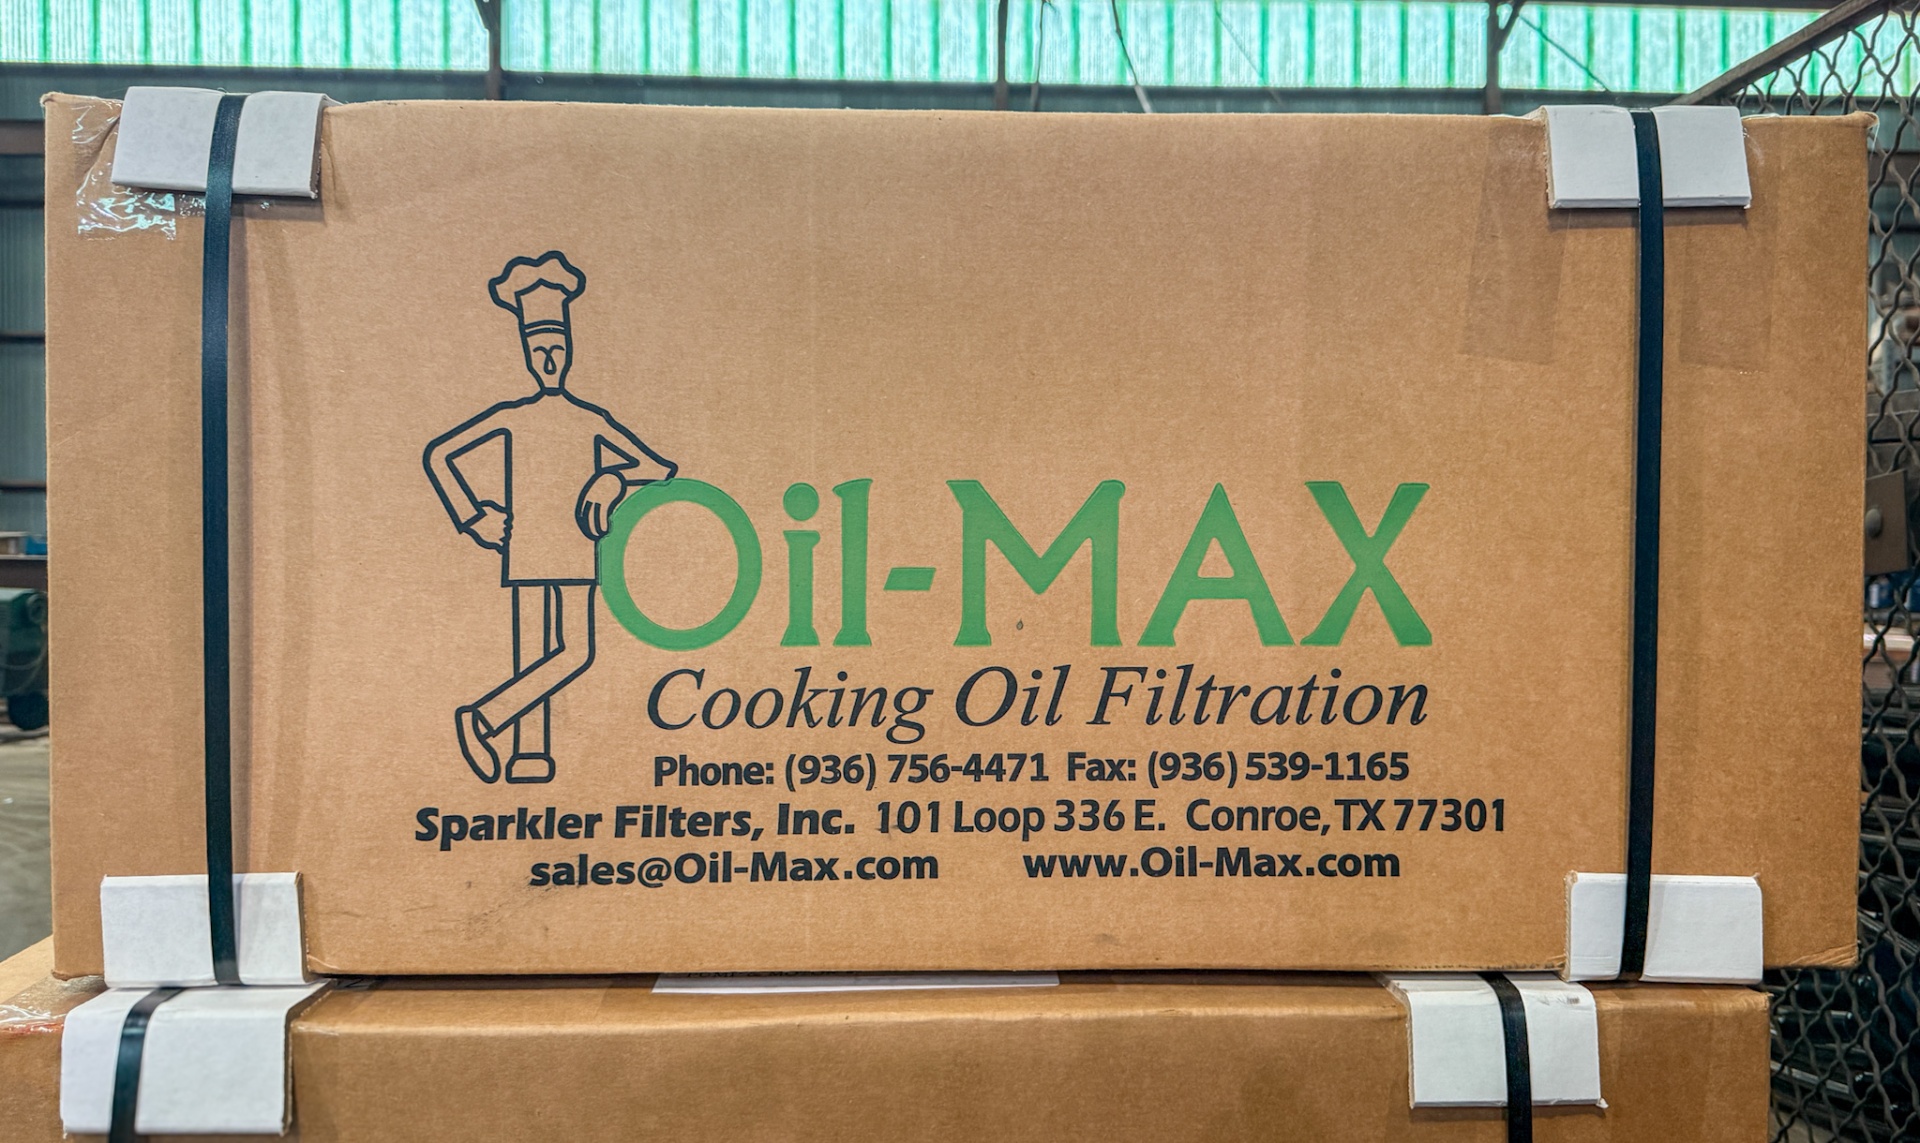 Oil-MAX
Cooking Oil Filtration
Phone: (936) 756-4471 Fax: (936) 539-1165
Sparkler Filters, Inc. 101 Loop 336 E. Conroe, TX 77301
sales@Oil-Max.com www.Oil-Max.com